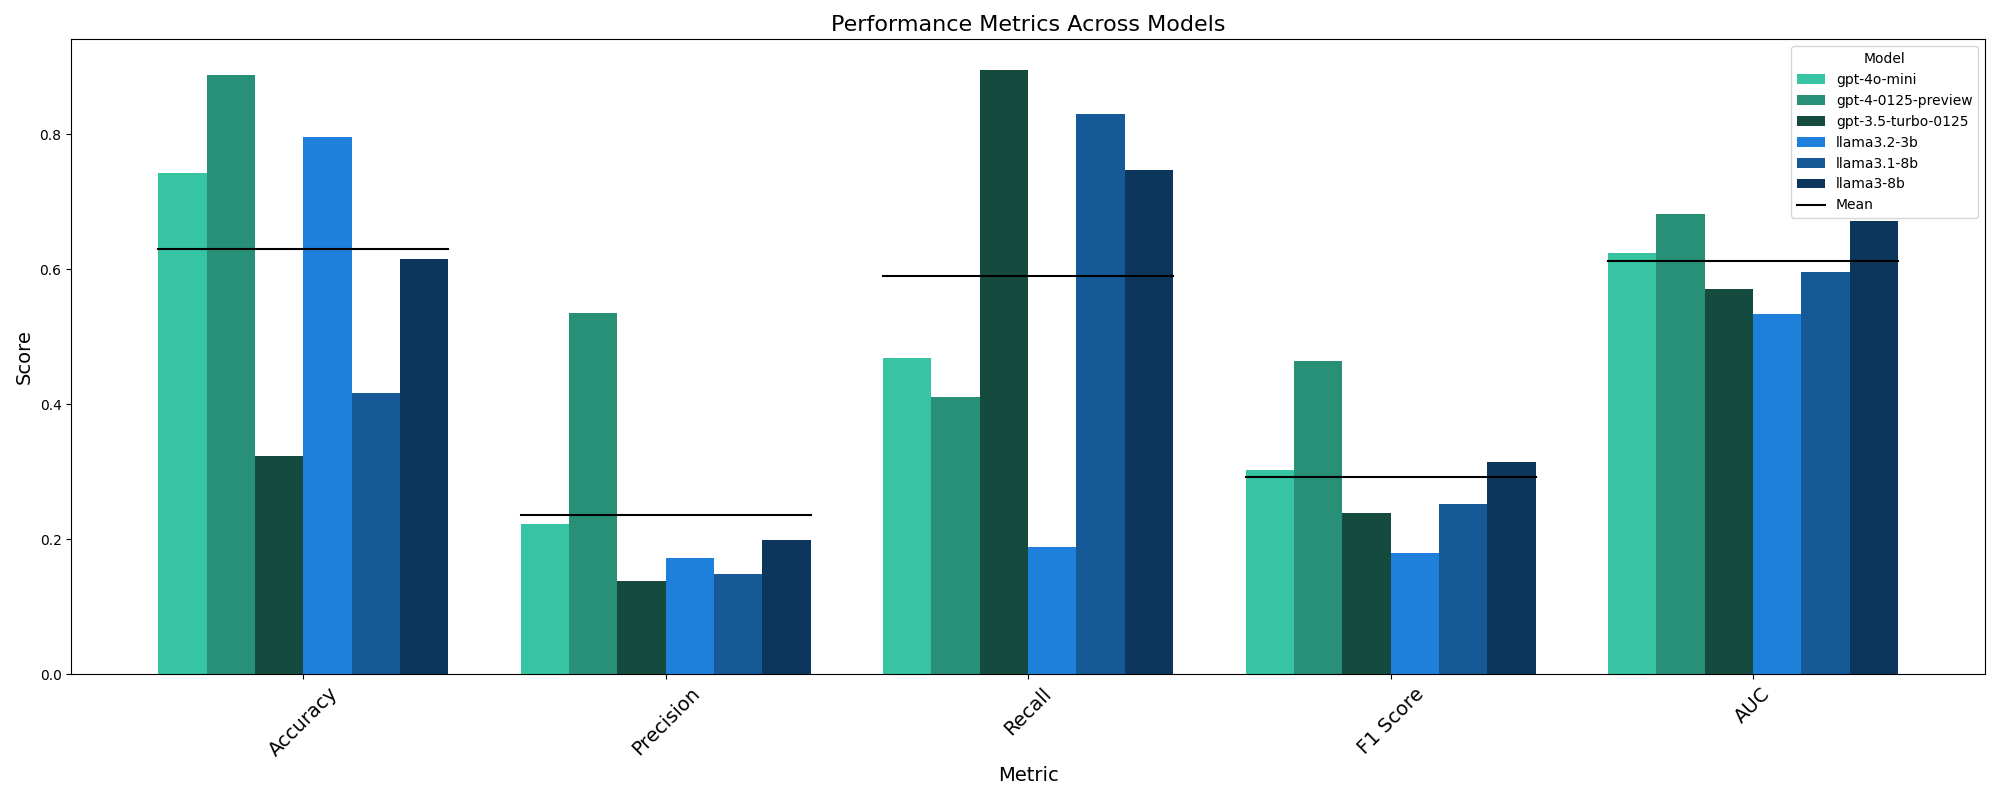 Performance Metrics Across Models
Model
gpt-4o-mini
gpt-4-0125-preview
gpt-3.5-turbo-0125
llama3.2-3b
llama3.1-8b
llama3-8b
Mean
Score
0.8
0.6
0.4
0.2
0.0
Accuracy
Precision
Recall
F1 Score
AUC
Metric